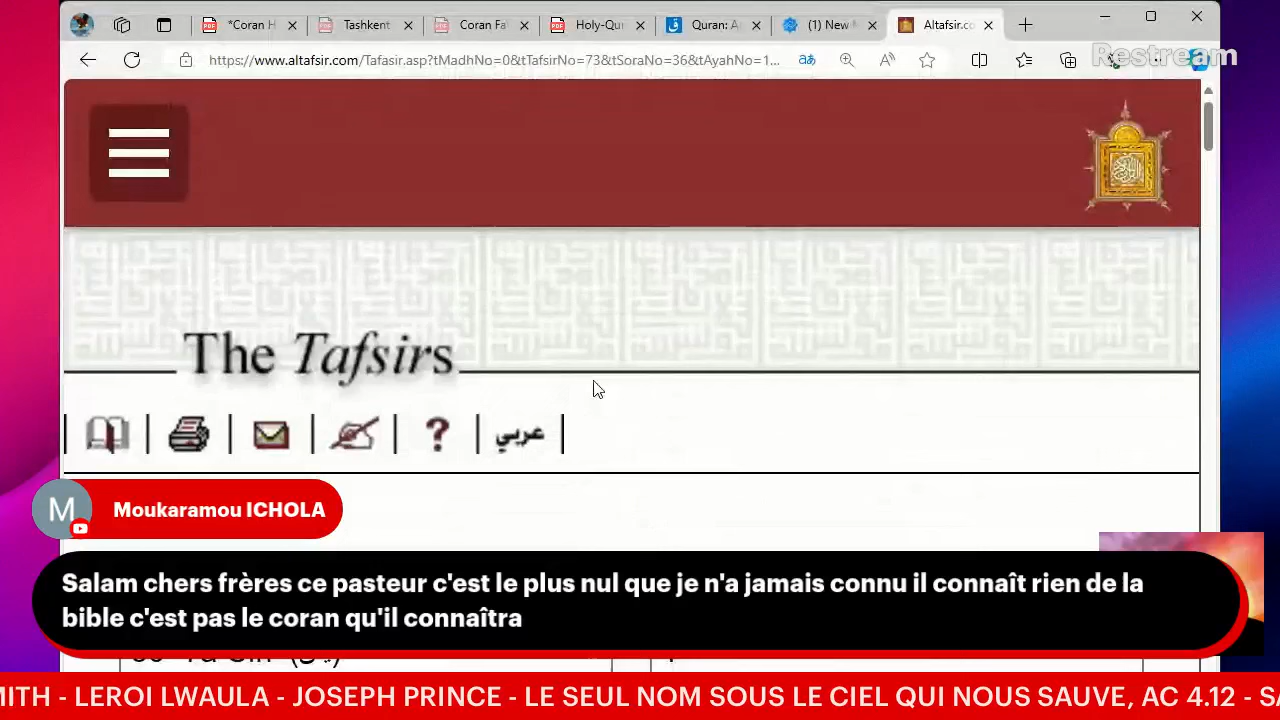 *Coran H
Tashkent
Coran Fa
Holy-Qu
Quran: A
(1) New
Altafsir.co
https://www.altafsir.com/Tafasir.asp?tMadhNo=0&tTafsirNo=73&tSoraNo=36&tAyahNo=1...
Restream
The Tafsirs
عربي
M
Moukaramou ICHOLA
Salam chers frères ce pasteur c'est le plus nul que je n'a jamais connu il connaît rien de la
bible c'est pas le coran qu'il connaîtra
MITH - LEROI LWAULA - JOSEPH PRINCE - LE SEUL NOM SOUS LE CIEL QUI NOUS SAUVE, AC 4.12 - SA